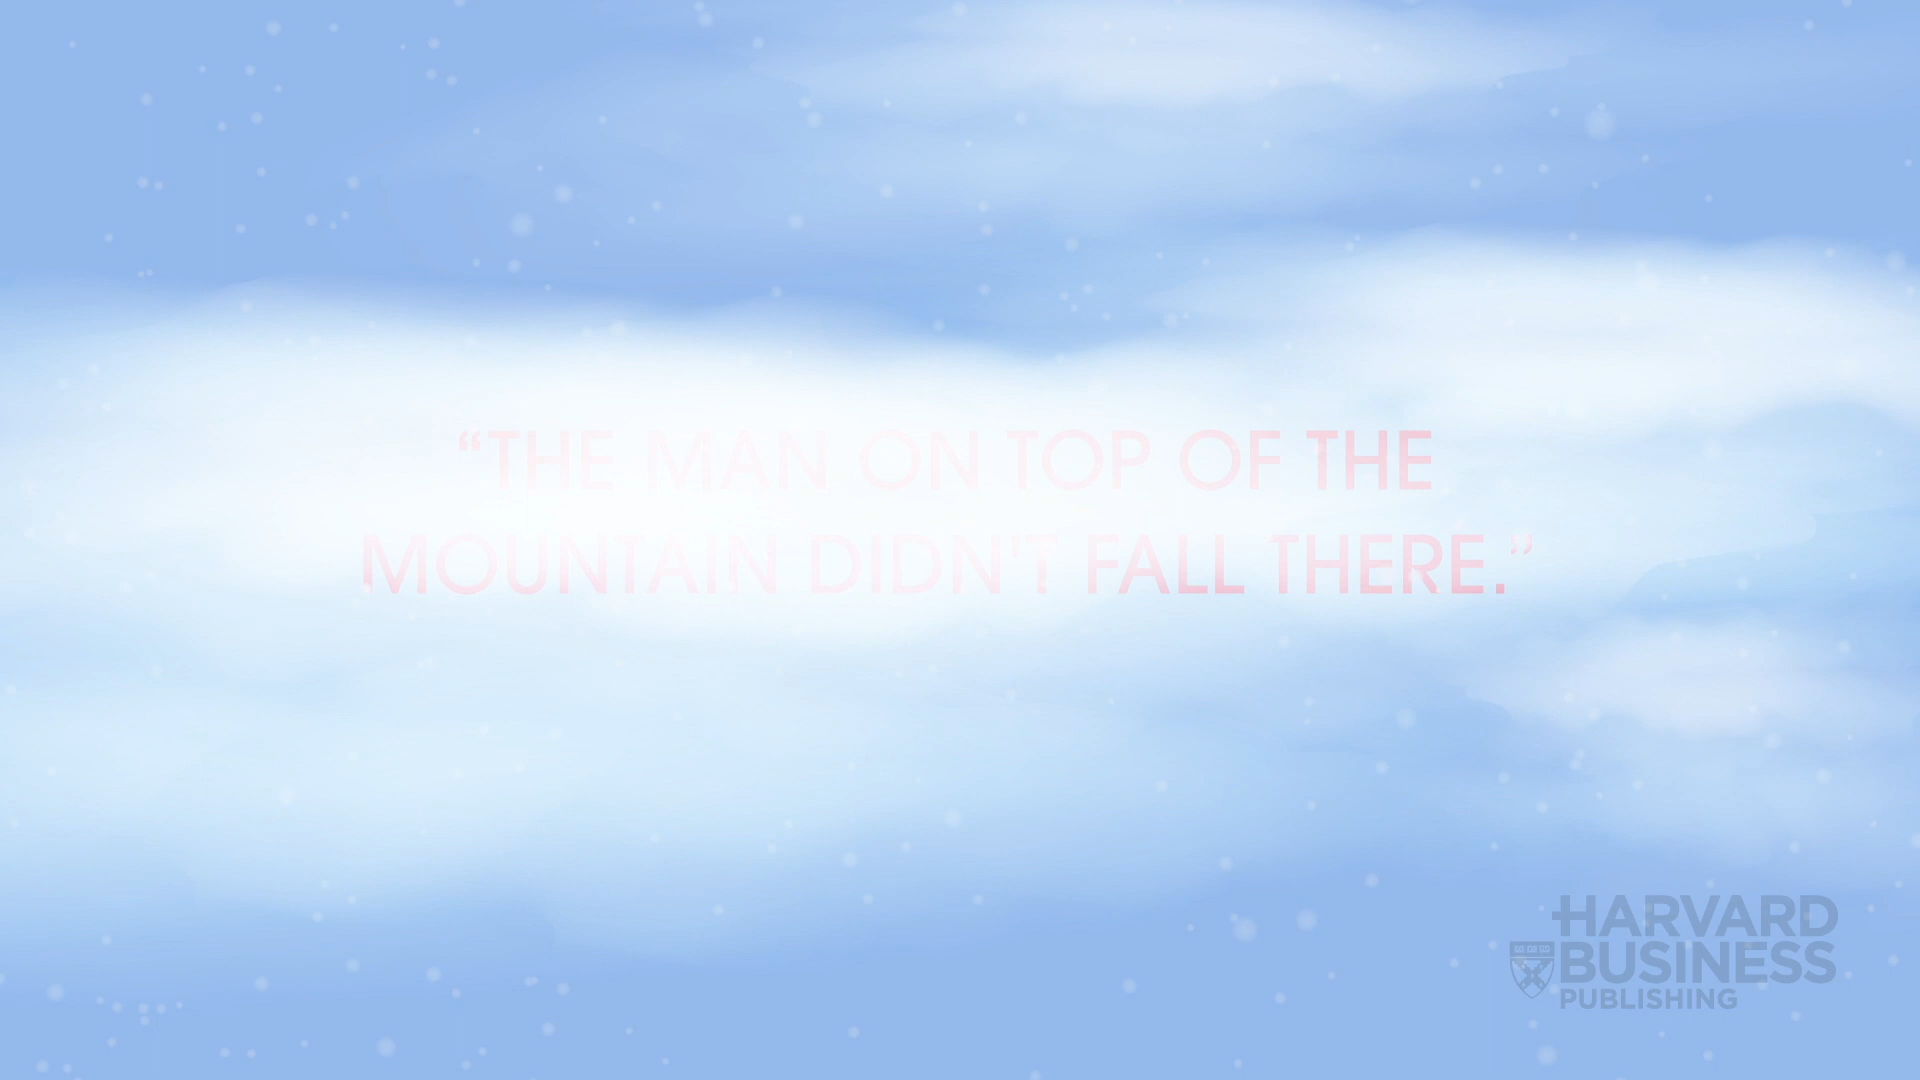 “THE MAN ON TOP OF THE
MOUNTAIN DIDN'T FALL THERE.”
HARVARD
BUSINESS
PUBLISHING